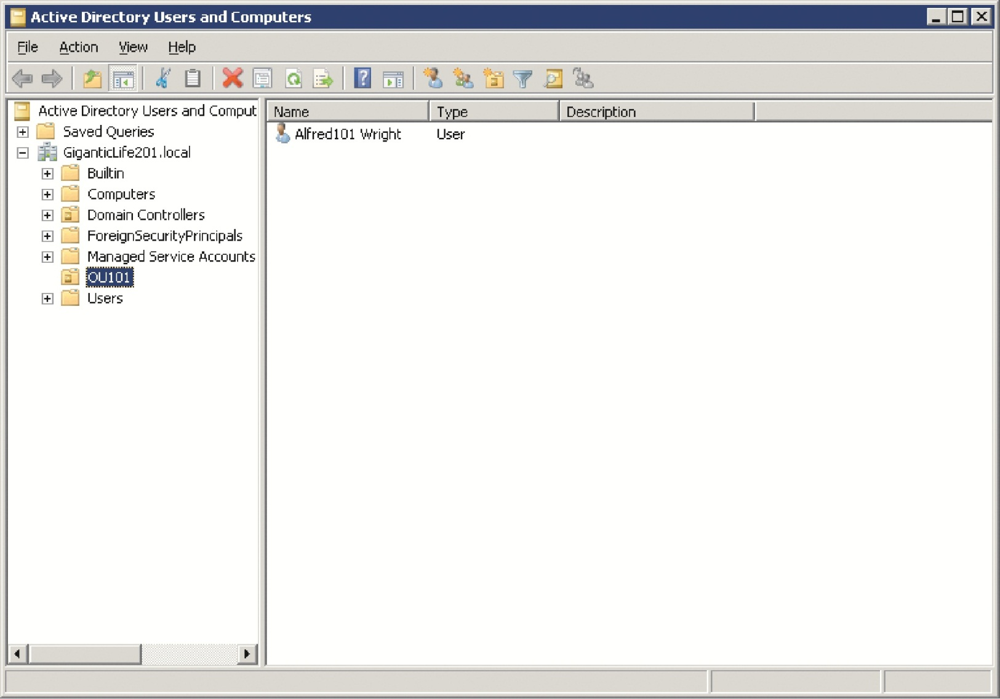 Active Directory Users and Computers
File Action View Help
Active Directory Users and Comput
Saved Queries
GiganticLife201.local
Builtin
Computers
Domain Controllers
ForeignSecurityPrincipals
Managed Service Accounts
OU101
Users
Name Type Description
Alfred101 Wright User